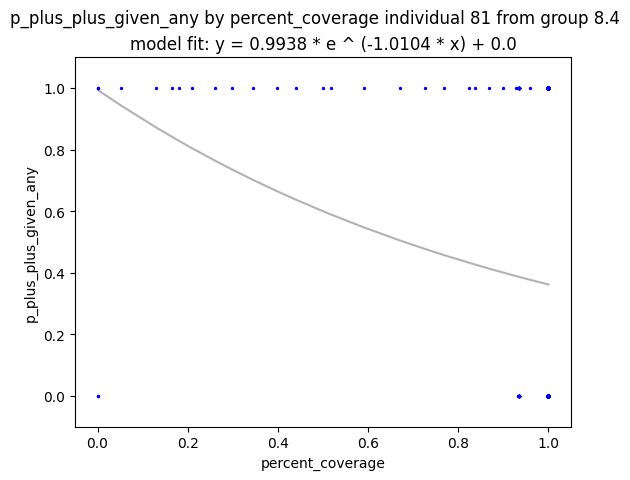 p_plus_plus_given_any by percent_coverage individual 81 from group 8.4
model fit: y = 0.9938 * e ^ (-1.0104 * x) + 0.0
1.0
0.8
0.6
0.4
0.2
0.0
p_plus_plus_given_any
0.0 0.2 0.4 0.6 0.8 1.0
percent_coverage